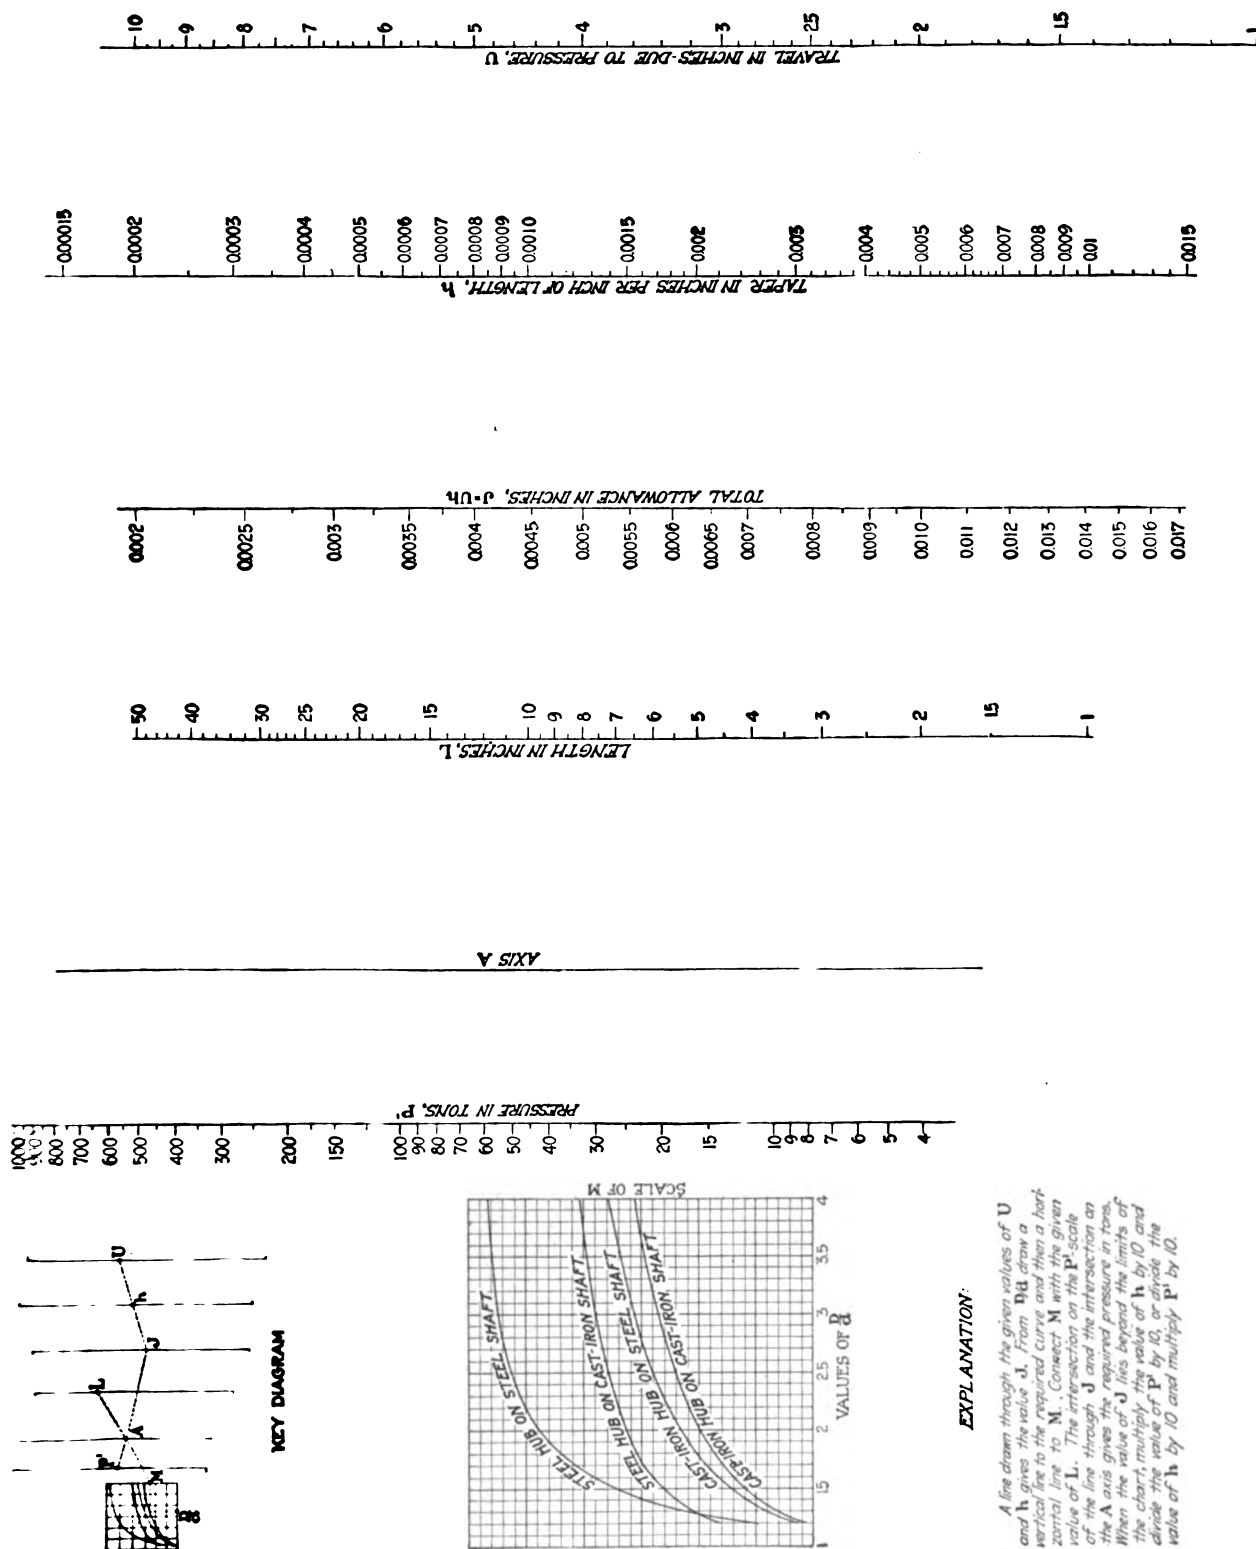 10 9 8 7 6 5 4 3 2.5 2 1.5 1
TRAVEL IN INCHES-DUE TO PRESSURE, U
0.00015 0.0002 0.0003 0.0004 0.0005 0.0006 0.0007 0.0008 0.0009 0.0010 0.0015 0.002 0.003 0.004 0.005 0.006 0.007 0.008 0.009 0.01 0.015
TAPER IN INCHES PER INCH OF LENGTH, h
TOTAL ALLOWANCE IN INCHES, J=Uh
0.002 0.0025 0.003 0.0035 0.004 0.0045 0.005 0.0055 0.006 0.0065 0.007 0.008 0.009 0.010 0.011 0.012 0.013 0.014 0.015 0.016 0.017
50 40 30 25 20 15 10 9 8 7 6 5 4 3 2 1.5 1
LENGTH IN INCHES, L
AXIS A
PRESSURE IN TONS, P'
1000 900 800 700 600 500 400 300 200 100 90 80 70 60 50 40 30 20 15 10 9 8 7 6 5 4
U
h
J
L
A
P'
M
D/d
KEY DIAGRAM
SCALE OF M
STEEL HUB ON STEEL SHAFT
STEEL HUB ON CAST-IRON SHAFT
CAST-IRON HUB ON STEEL SHAFT
CAST-IRON HUB ON CAST-IRON SHAFT
1 1.5 2 2.5 3 3.5 4
VALUES OF D/d
EXPLANATION:
A line drawn through the given values of U
and h gives the value J. From D/d draw a
vertical line to the required curve and then a hori-
zontal line to M. Connect M with the given
value of L. The intersection on the P'-scale
of the line through J and the intersection an
the A axis gives the required pressure in tons.
When the value of J lies beyond the limits of
the chart, multiply the value of h by 10 and
divide the value of P' by 10, or divide the
value of h by 10 and multiply P' by 10.